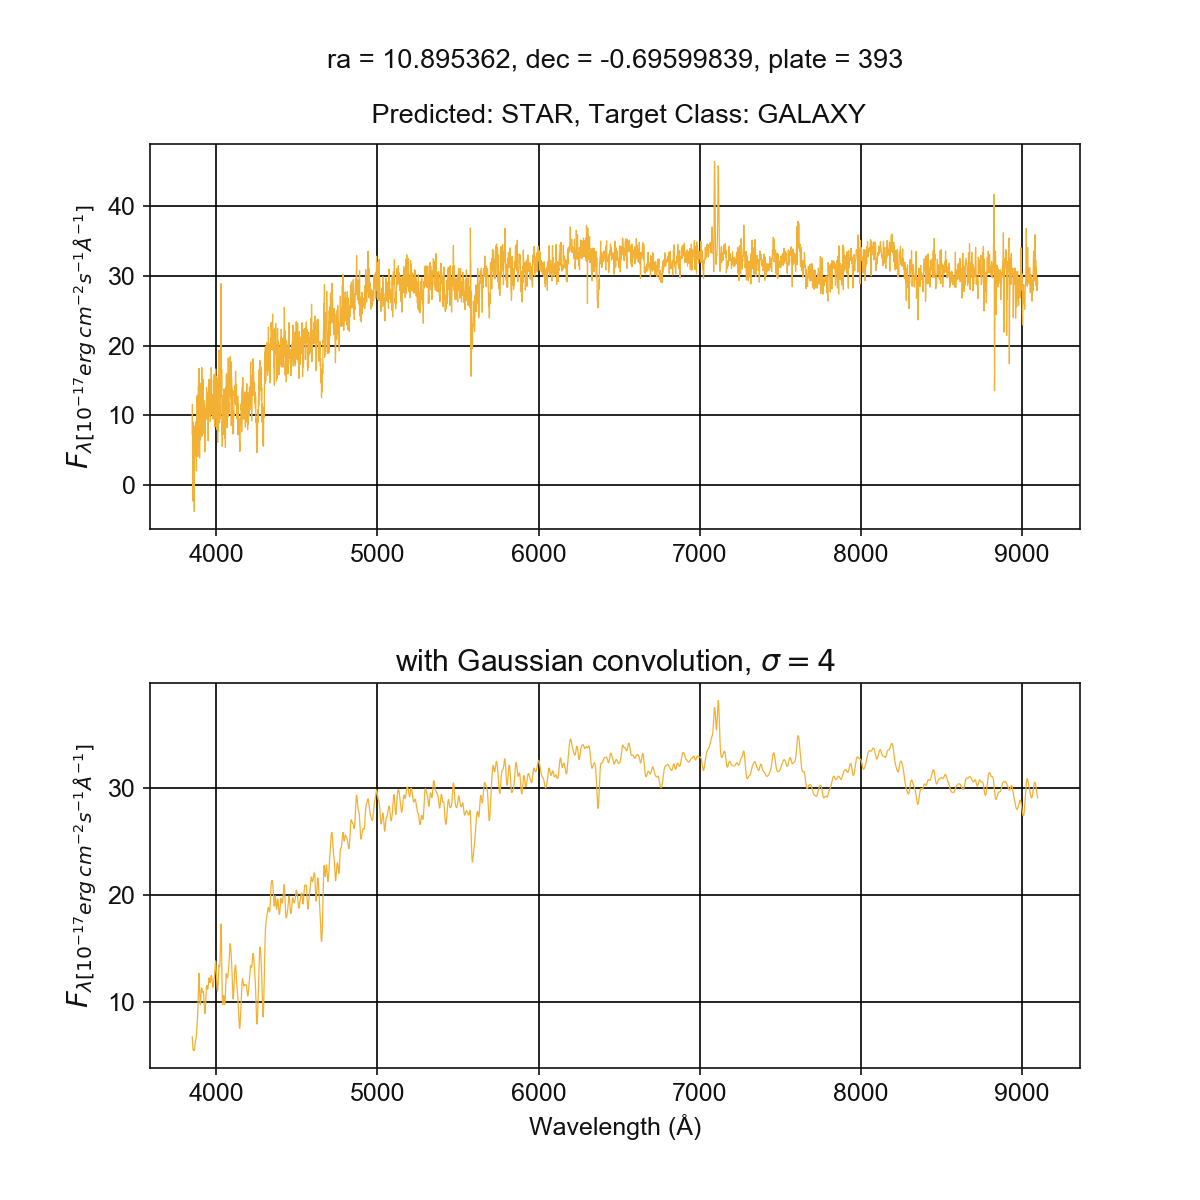 ra = 10.895362, dec = -0.69599839, plate = 393
Predicted: STAR, Target Class: GALAXY
F_λ[10^−17 erg cm^−2 s^−1 Å^−1]
40
30
20
10
0
4000 5000 6000 7000 8000 9000
with Gaussian convolution, σ = 4
F_λ[10^−17 erg cm^−2 s^−1 Å^−1]
30
20
10
4000 5000 6000 7000 8000 9000
Wavelength (Å)